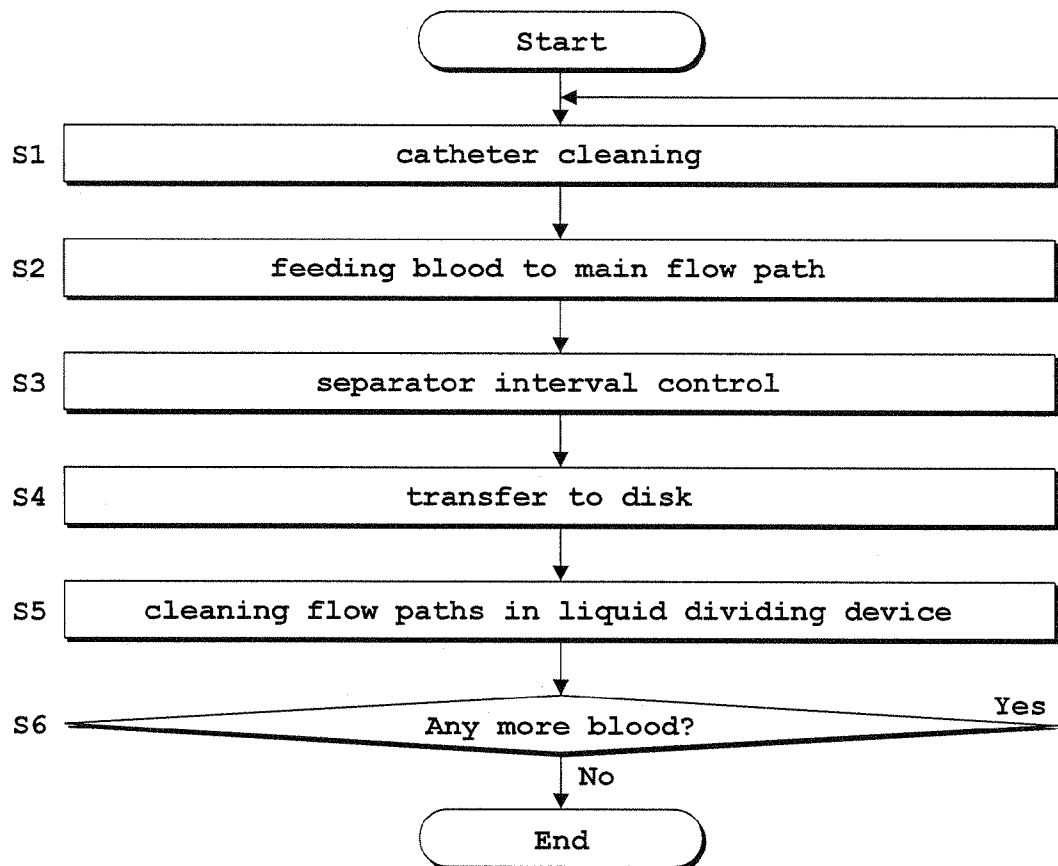 Start
S1 catheter cleaning
S2 feeding blood to main flow path
S3 separator interval control
S4 transfer to disk
S5 cleaning flow paths in liquid dividing device
S6 Any more blood? Yes
No
End